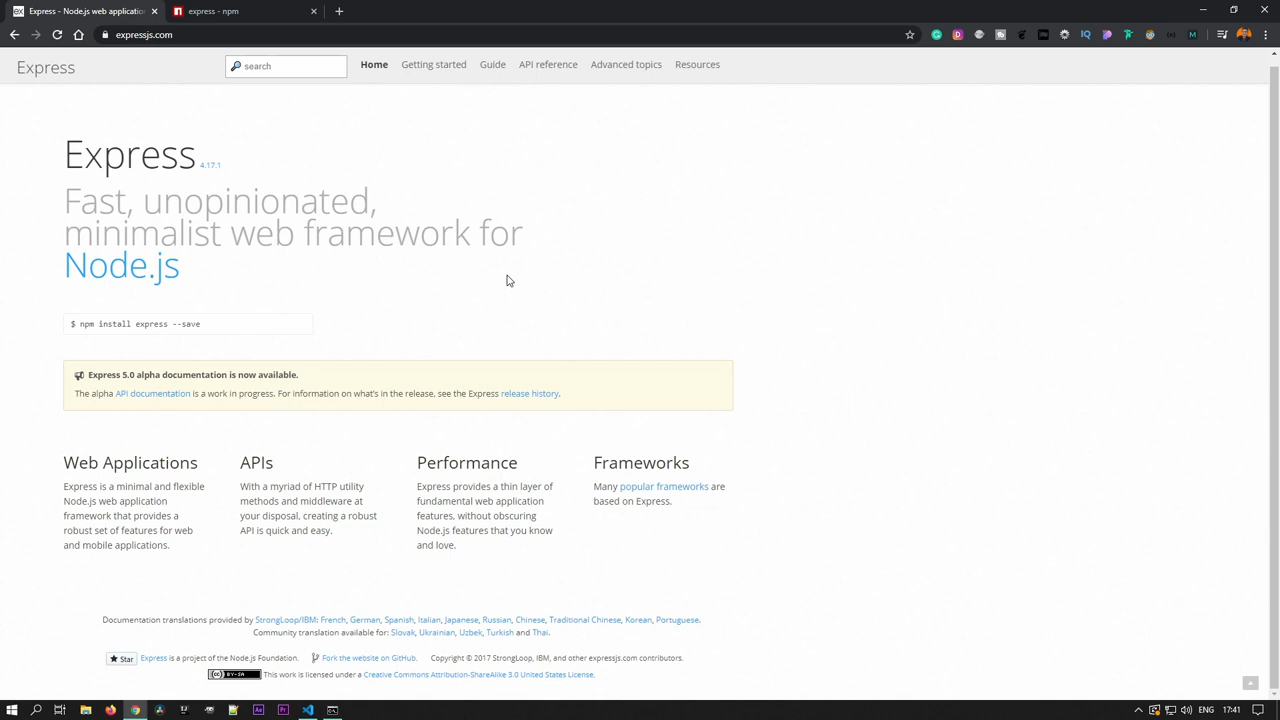 Express - Node.js web applicatio
express - npm
expressjs.com
Express
search
Home
Getting started
Guide
API reference
Advanced topics
Resources
Express 4.17.1
Fast, unopinionated,
minimalist web framework for
Node.js
$ npm install express --save
Express 5.0 alpha documentation is now available.
The alpha API documentation is a work in progress. For information on what's in the release, see the Express release history.
Web Applications
Express is a minimal and flexible
Node.js web application
framework that provides a
robust set of features for web
and mobile applications.
APIs
With a myriad of HTTP utility
methods and middleware at
your disposal, creating a robust
API is quick and easy.
Performance
Express provides a thin layer of
fundamental web application
features, without obscuring
Node.js features that you know
and love.
Frameworks
Many popular frameworks are
based on Express.
Documentation translations provided by StrongLoop/IBM: French, German, Spanish, Italian, Japanese, Russian, Chinese, Traditional Chinese, Korean, Portuguese.
Community translation available for: Slovak, Ukrainian, Uzbek, Turkish and Thai.
Star
Express is a project of the Node.js Foundation.
Fork the website on GitHub.
Copyright © 2017 StrongLoop, IBM, and other expressjs.com contributors.
BY-SA
This work is licensed under a Creative Commons Attribution-ShareAlike 3.0 United States License.
ENG
17:41